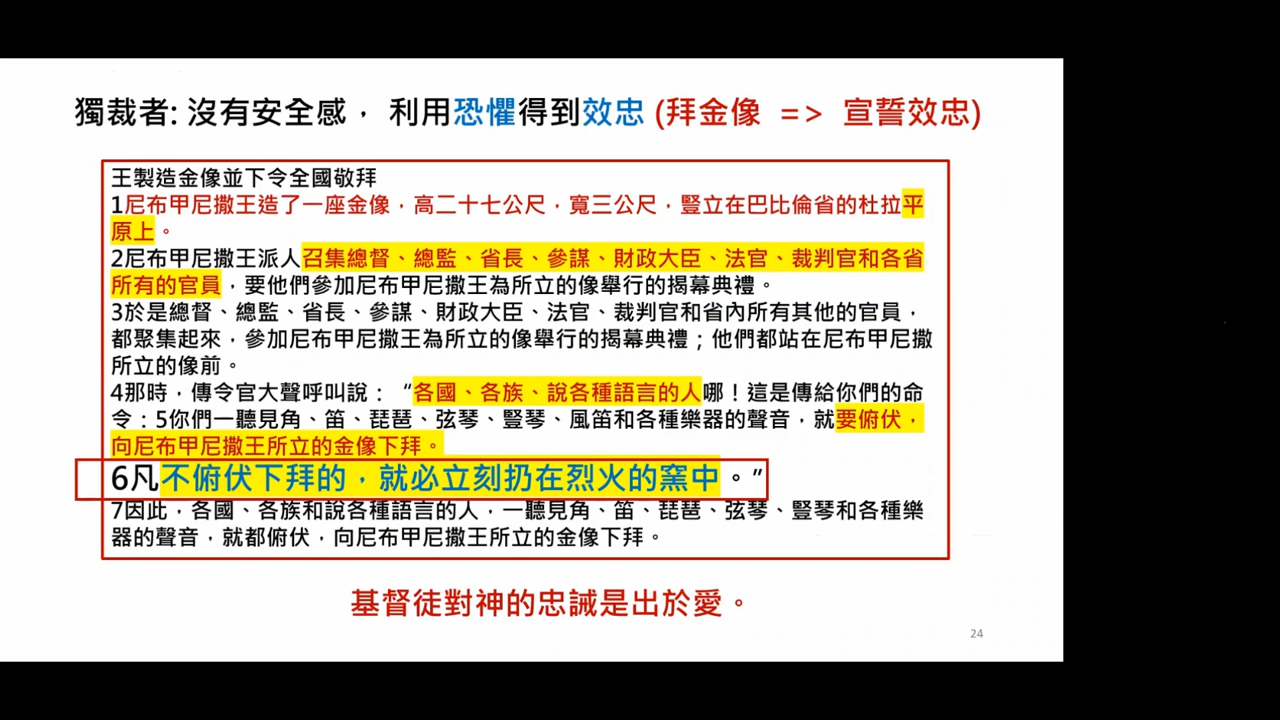 獨裁者: 沒有安全感， 利用恐懼得到效忠 (拜金像 => 宣誓效忠)
王製造金像並下令全國敬拜
1尼布甲尼撒王造了一座金像，高二十七公尺，寬三公尺，豎立在巴比倫省的杜拉平
原上。
2尼布甲尼撒王派人召集總督、總監、省長、參謀、財政大臣、法官、裁判官和各省
所有的官員，要他們參加尼布甲尼撒王為所立的像舉行的揭幕典禮。
3於是總督、總監、省長、參謀、財政大臣、法官、裁判官和省內所有其他的官員，
都聚集起來，參加尼布甲尼撒王為所立的像舉行的揭幕典禮；他們都站在尼布甲尼撒
所立的像前。
4那時，傳令官大聲呼叫說：“各國、各族、說各種語言的人哪！這是傳給你們的命
令：5你們一聽見角、笛、琵琶、弦琴、豎琴、風笛和各種樂器的聲音，就要俯伏，
向尼布甲尼撒王所立的金像下拜。
6凡不俯伏下拜的，就必立刻扔在烈火的窯中。”
7因此，各國、各族和說各種語言的人，一聽見角、笛、琵琶、弦琴、豎琴和各種樂
器的聲音，就都俯伏，向尼布甲尼撒王所立的金像下拜。
基督徒對神的忠誠是出於愛。
24